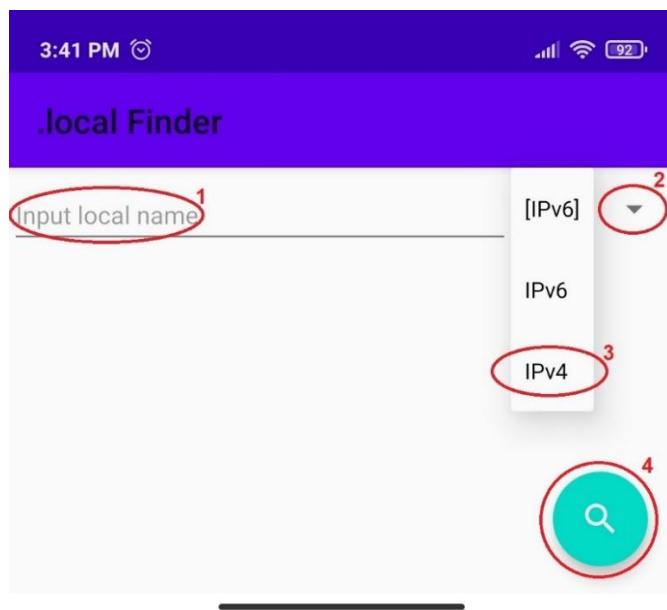 3:41 PM 92
.local Finder
1 2
Input local name [IPv6]
IPv6
3
IPv4
4